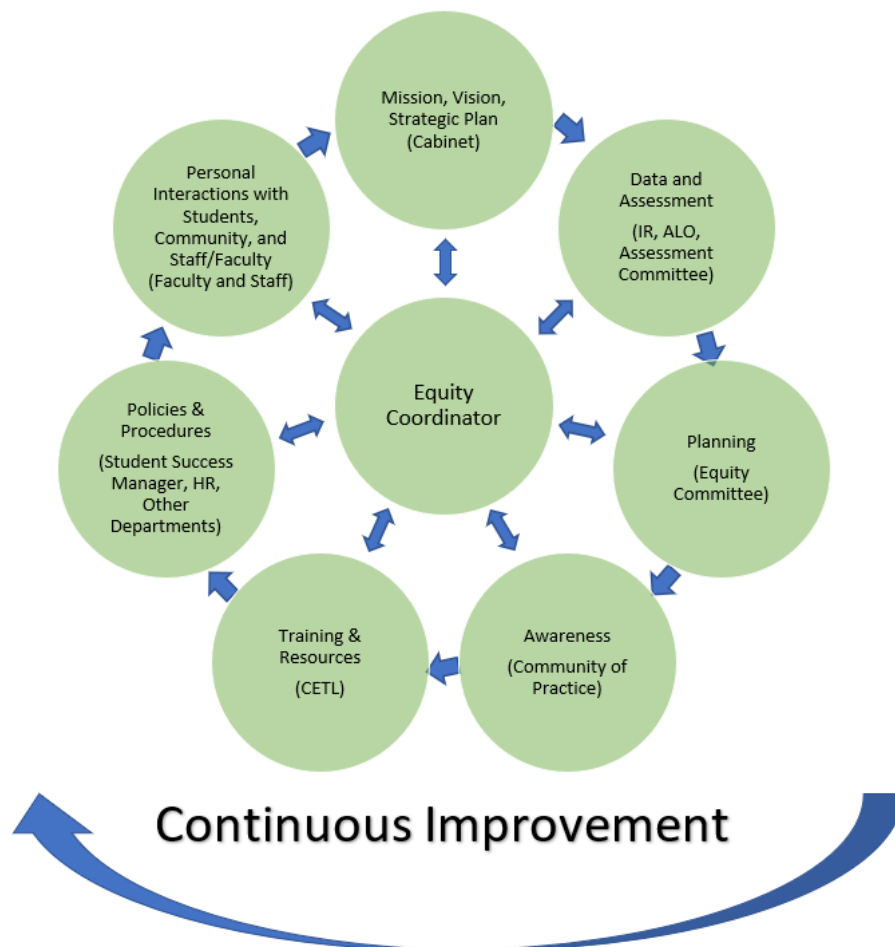 Mission, Vision,
Strategic Plan
(Cabinet)
Data and
Assessment
(IR, ALO,
Assessment
Committee)
Planning
(Equity
Committee)
Awareness
(Community of
Practice)
Training &
Resources
(CETL)
Policies &
Procedures
(Student Success
Manager, HR,
Other
Departments)
Personal
Interactions with
Students,
Community, and
Staff/Faculty
(Faculty and Staff)
Equity
Coordinator
Continuous Improvement